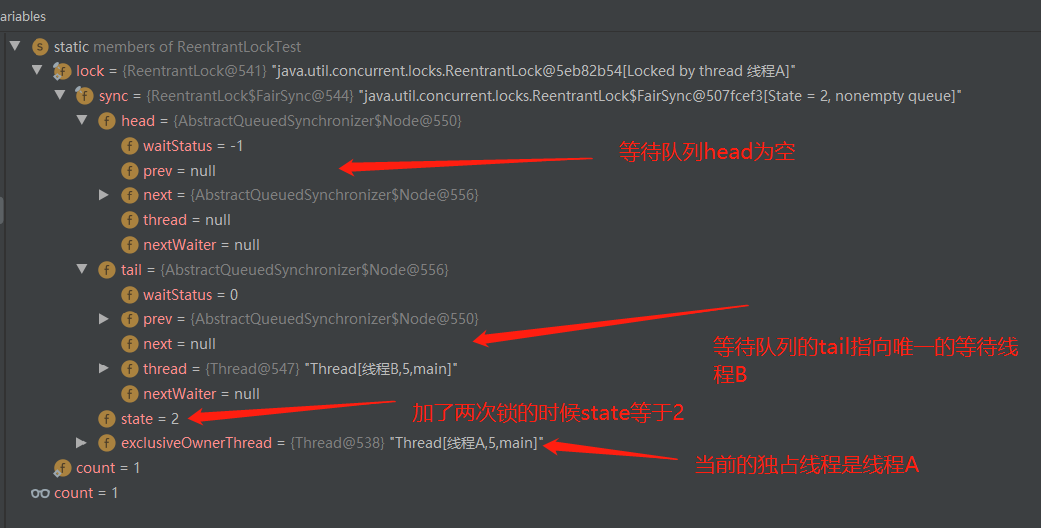 ariables
static members of ReentrantLockTest
lock = {ReentrantLock@541} "java.util.concurrent.locks.ReentrantLock@5eb82b54[Locked by thread 线程A]"
sync = {ReentrantLock$FairSync@544} "java.util.concurrent.locks.ReentrantLock$FairSync@507fcef3[State = 2, nonempty queue]"
head = {AbstractQueuedSynchronizer$Node@550}
waitStatus = -1
等待队列head为空
prev = null
next = {AbstractQueuedSynchronizer$Node@556}
thread = null
nextWaiter = null
tail = {AbstractQueuedSynchronizer$Node@556}
waitStatus = 0
prev = {AbstractQueuedSynchronizer$Node@550}
next = null
等待队列的tail指向唯一的等待线
程B
thread = {Thread@547} "Thread[线程B,5,main]"
nextWaiter = null
state = 2
加了两次锁的时候state等于2
exclusiveOwnerThread = {Thread@538} "Thread[线程A,5,main]"
当前的独占线程是线程A
count = 1
count = 1